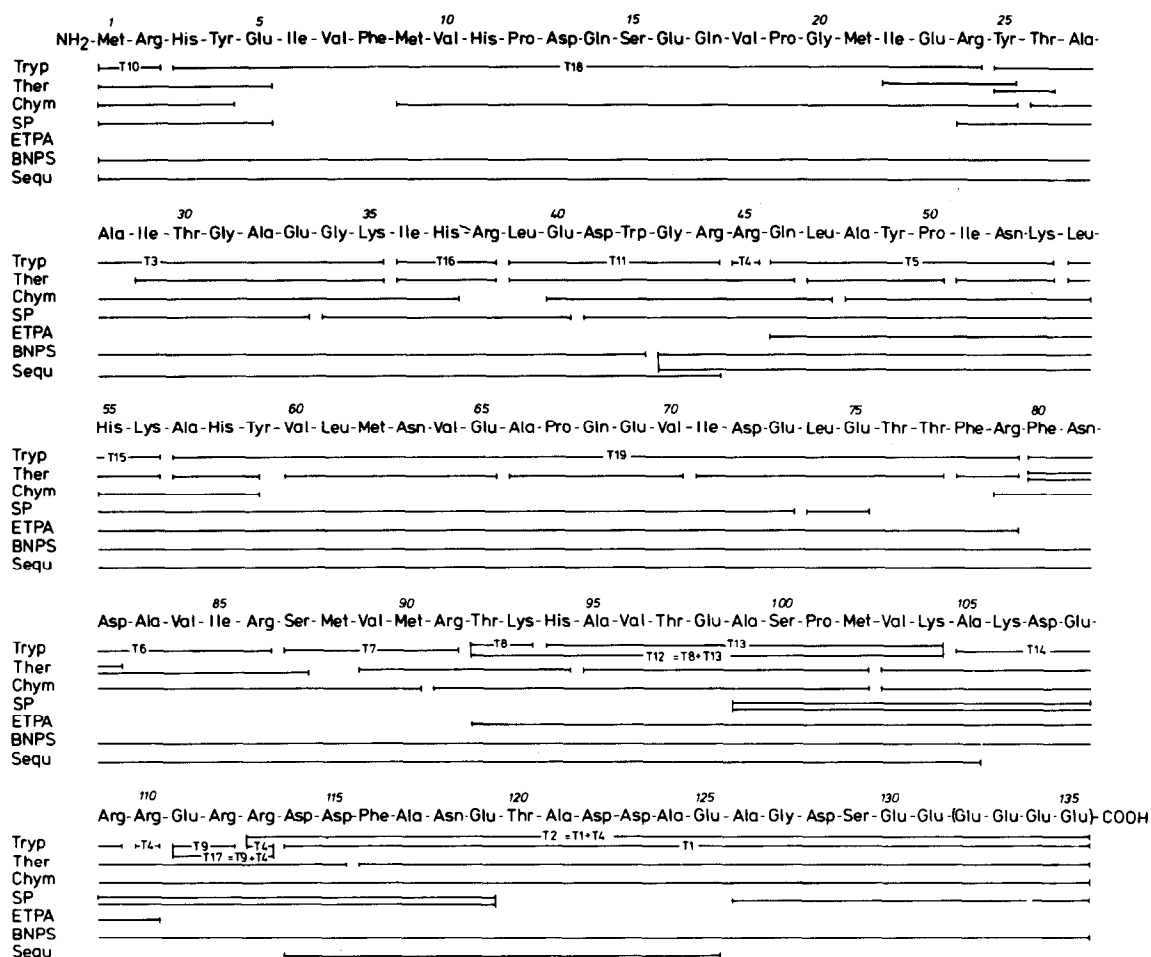 1 5 10 15 20 25
NH2-Met-Arg-His-Tyr-Glu-Ile-Val-Phe-Met-Val-His-Pro-Asp-Gln-Ser-Glu-Gln-Val-Pro-Gly-Met-Ile-Glu-Arg-Tyr-Thr-Ala-
Tryp T10 T18
Ther
Chym
SP
ETPA
BNPS
Sequ
30 35 40 45 50
Ala-Ile-Thr-Gly-Ala-Glu-Gly-Lys-Ile-His-Arg-Leu-Glu-Asp-Trp-Gly-Arg-Arg-Gln-Leu-Ala-Tyr-Pro-Ile-Asn-Lys-Leu-
Tryp T3 T16 T11 T4 T5
Ther
Chym
SP
ETPA
BNPS
Sequ
55 60 65 70 75 80
His-Lys-Ala-His-Tyr-Val-Leu-Met-Asn-Val-Glu-Ala-Pro-Gln-Glu-Val-Ile-Asp-Glu-Leu-Glu-Thr-Thr-Phe-Arg-Phe-Asn-
Tryp T15 T19
Ther
Chym
SP
ETPA
BNPS
Sequ
85 90 95 100 105
Asp-Ala-Val-Ile-Arg-Ser-Met-Val-Met-Arg-Thr-Lys-His-Ala-Val-Thr-Glu-Ala-Ser-Pro-Met-Val-Lys-Ala-Lys-Asp-Glu-
Tryp T6 T7 T8 T13 T14
T12 =T8+T13
Ther
Chym
SP
ETPA
BNPS
Sequ
110 115 120 125 130 135
Arg-Arg-Glu-Arg-Arg-Asp-Asp-Phe-Ala-Asn-Glu-Thr-Ala-Asp-Asp-Ala-Glu-Ala-Gly-Asp-Ser-Glu-Glu-(Glu-Glu-Glu-Glu)-COOH
T2 =T1+T4
Tryp T4 T9 T4 T1
T17 =T9+T4
Ther
Chym
SP
ETPA
BNPS
Sequ